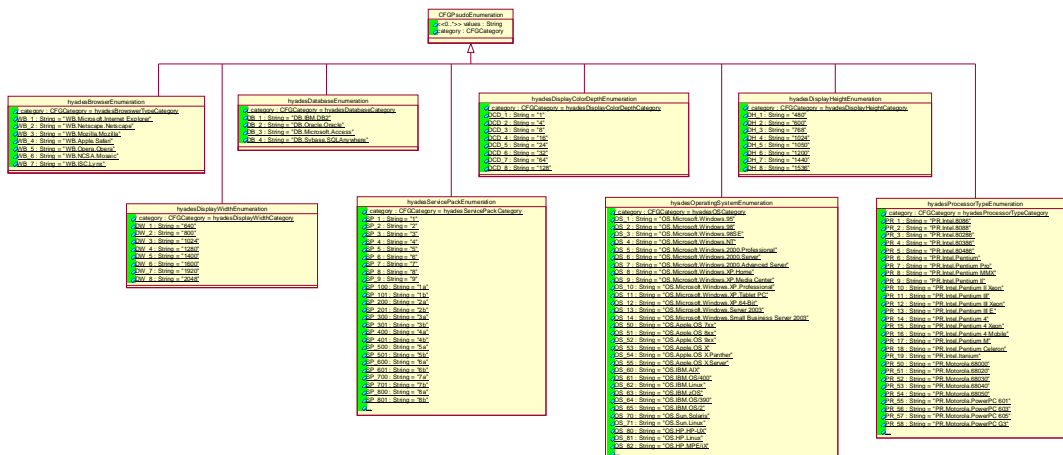 CFGPsudoEnumeration
<<0..*>> values : String
category : CFGCategory
hyadesBrowserEnumeration
category : CFGCategory = hyadesBrowswerTypeCategory
WB_1 : String = "WB.Microsoft.Internet Explorer"
WB_2 : String = "WB.Netscape.Netscape"
WB_3 : String = "WB.Mozilla.Mozilla"
WB_4 : String = "WB.Apple.Safari"
WB_5 : String = "WB.Opera.Opera"
WB_6 : String = "WB.NCSA.Mosaic"
WB_7 : String = "WB.ISC.Lynx"
hyadesDatabaseEnumeration
category : CFGCategory = hyadesDatabaseCategory
DB_1 : String = "DB.IBM.DB2"
DB_2 : String = "DB.Oracle.Oracle"
DB_3 : String = "DB.Microsoft.Access"
DB_4 : String = "DB.Sybase.SQLAnywhere"
hyadesDisplayColorDepthEnumeration
category : CFGCategory = hyadesDisplayColorDepthCategory
DCD_1 : String = "1"
DCD_2 : String = "4"
DCD_3 : String = "8"
DCD_4 : String = "16"
DCD_5 : String = "24"
DCD_6 : String = "32"
DCD_7 : String = "64"
DCD_8 : String = "128"
hyadesDisplayHeightEnumeration
category : CFGCategory = hyadesDisplayHeightCategory
DH_1 : String = "480"
DH_2 : String = "600"
DH_3 : String = "768"
DH_4 : String = "1024"
DH_5 : String = "1050"
DH_6 : String = "1200"
DH_7 : String = "1440"
DH_8 : String = "1536"
hyadesDisplayWidthEnumeration
category : CFGCategory = hyadesDisplayWidthCategory
DW_1 : String = "640"
DW_2 : String = "800"
DW_3 : String = "1024"
DW_4 : String = "1280"
DW_5 : String = "1400"
DW_6 : String = "1600"
DW_7 : String = "1920"
DW_8 : String = "2048"
hyadesServicePackEnumeration
category : CFGCategory = hyadesServicePackCategory
SP_1 : String = "1"
SP_2 : String = "2"
SP_3 : String = "3"
SP_4 : String = "4"
SP_5 : String = "5"
SP_6 : String = "6"
SP_7 : String = "7"
SP_8 : String = "8"
SP_9 : String = "9"
SP_100 : String = "1a"
SP_101 : String = "1b"
SP_200 : String = "2a"
SP_201 : String = "2b"
SP_300 : String = "3a"
SP_301 : String = "3b"
SP_400 : String = "4a"
SP_401 : String = "4b"
SP_500 : String = "5a"
SP_501 : String = "5b"
SP_600 : String = "6a"
SP_601 : String = "6b"
SP_700 : String = "7a"
SP_701 : String = "7b"
SP_800 : String = "8a"
SP_801 : String = "8b"
...
hyadesOperatingSystemEnumeration
category : CFGCategory = hyadesOSCategory
OS_1 : String = "OS.Microsoft.Windows.95"
OS_2 : String = "OS.Microsoft.Windows.98"
OS_3 : String = "OS.Microsoft.Windows.98SE"
OS_4 : String = "OS.Microsoft.Windows.NT"
OS_5 : String = "OS.Microsoft.Windows.2000.Professional"
OS_6 : String = "OS.Microsoft.Windows.2000.Server"
OS_7 : String = "OS.Microsoft.Windows.2000.Advanced Server"
OS_8 : String = "OS.Microsoft.Windows.XP.Home"
OS_9 : String = "OS.Microsoft.Windows.XP.Media Center"
OS_10 : String = "OS.Microsoft.Windows.XP.Professional"
OS_11 : String = "OS.Microsoft.Windows.XP.Tablet PC"
OS_12 : String = "OS.Microsoft.Windows.XP.64-Bit"
OS_13 : String = "OS.Microsoft.Windows.Server 2003"
OS_14 : String = "OS.Microsoft.Windows.Small Business Server 2003"
OS_50 : String = "OS.Apple.OS 7xx"
OS_51 : String = "OS.Apple.OS 8xx"
OS_52 : String = "OS.Apple.OS 9xx"
OS_53 : String = "OS.Apple.OS X"
OS_54 : String = "OS.Apple.OS X.Panther"
OS_55 : String = "OS.Apple.OS X.Server"
OS_60 : String = "OS.IBM.AIX"
OS_61 : String = "OS.IBM.OS/400"
OS_62 : String = "OS.IBM.Linux"
OS_63 : String = "OS.IBM.zOS"
OS_64 : String = "OS.IBM.OS/390"
OS_65 : String = "OS.IBM.OS/2"
OS_70 : String = "OS.Sun.Solaris"
OS_71 : String = "OS.Sun.Linux"
OS_80 : String = "OS.HP.HP-UX"
OS_81 : String = "OS.HP.Linux"
OS_82 : String = "OS.HP.MPE/iX"
...
hyadesProcessorTypeEnumeration
category : CFGCategory = hyadesProcessorTypeCategory
PR_1 : String = "PR.Intel.8086"
PR_2 : String = "PR.Intel.8088"
PR_3 : String = "PR.Intel.80286"
PR_4 : String = "PR.Intel.80386"
PR_5 : String = "PR.Intel.80486"
PR_6 : String = "PR.Intel.Pentium"
PR_7 : String = "PR.Intel.Pentium Pro"
PR_8 : String = "PR.Intel.Pentium MMX"
PR_9 : String = "PR.Intel.Pentium II"
PR_10 : String = "PR.Intel.Pentium II Xeon"
PR_11 : String = "PR.Intel.Pentium III"
PR_12 : String = "PR.Intel.Pentium III Xeon"
PR_13 : String = "PR.Intel.Pentium III E"
PR_14 : String = "PR.Intel.Pentium 4"
PR_15 : String = "PR.Intel.Pentium 4 Xeon"
PR_16 : String = "PR.Intel.Pentium 4 Mobile"
PR_17 : String = "PR.Intel.Pentium M"
PR_18 : String = "PR.Intel.Pentium Celeron"
PR_19 : String = "PR.Intel.Itanium"
PR_50 : String = "PR.Motorola.68000"
PR_51 : String = "PR.Motorola.68020"
PR_52 : String = "PR.Motorola.68030"
PR_53 : String = "PR.Motorola.68040"
PR_54 : String = "PR.Motorola.68050"
PR_55 : String = "PR.Motorola.PowerPC 601"
PR_56 : String = "PR.Motorola.PowerPC 603"
PR_57 : String = "PR.Motorola.PowerPC 605"
PR_58 : String = "PR.Motorola.PowerPC G3"
...